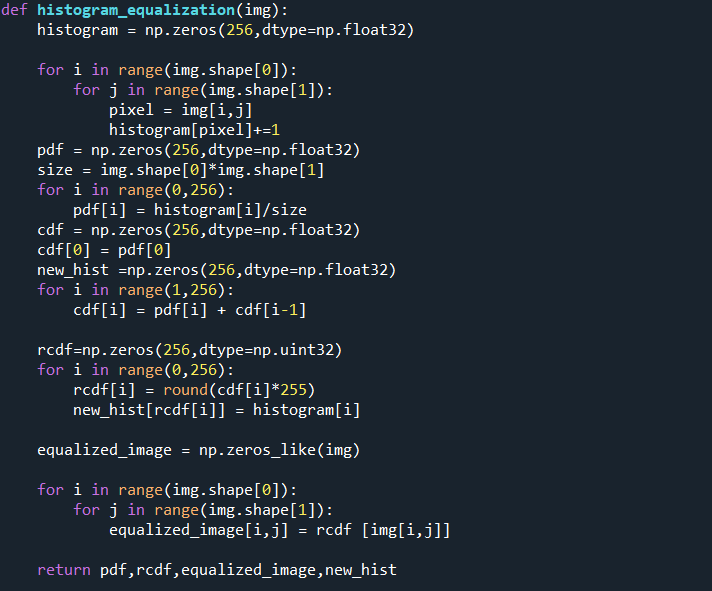 def histogram_equalization(img):
    histogram = np.zeros(256,dtype=np.float32)

    for i in range(img.shape[0]):
        for j in range(img.shape[1]):
            pixel = img[i,j]
            histogram[pixel]+=1
    pdf = np.zeros(256,dtype=np.float32)
    size = img.shape[0]*img.shape[1]
    for i in range(0,256):
        pdf[i] = histogram[i]/size
    cdf = np.zeros(256,dtype=np.float32)
    cdf[0] = pdf[0]
    new_hist =np.zeros(256,dtype=np.float32)
    for i in range(1,256):
        cdf[i] = pdf[i] + cdf[i-1]

    rcdf=np.zeros(256,dtype=np.uint32)
    for i in range(0,256):
        rcdf[i] = round(cdf[i]*255)
        new_hist[rcdf[i]] = histogram[i]

    equalized_image = np.zeros_like(img)

    for i in range(img.shape[0]):
        for j in range(img.shape[1]):
            equalized_image[i,j] = rcdf [img[i,j]]

    return pdf,rcdf,equalized_image,new_hist